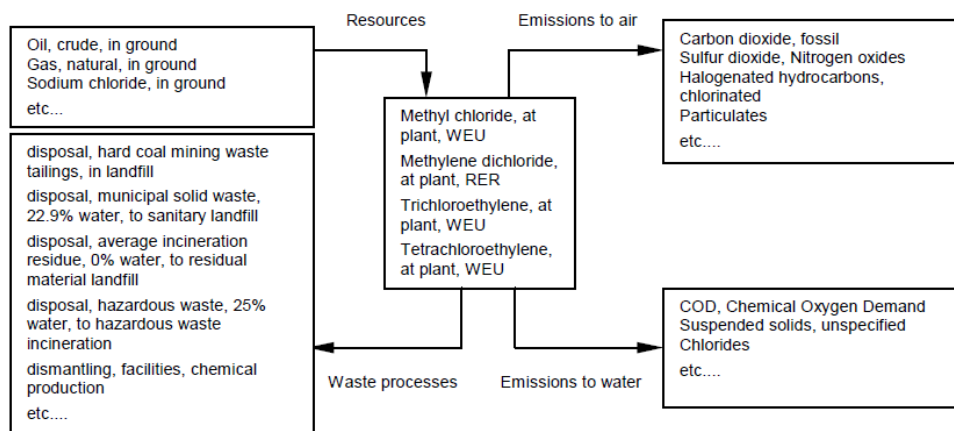 Resources
Emissions to air
Oil, crude, in ground
Gas, natural, in ground
Sodium chloride, in ground
etc...
Carbon dioxide, fossil
Sulfur dioxide, Nitrogen oxides
Halogenated hydrocarbons,
chlorinated
Particulates
etc....
Methyl chloride, at
plant, WEU
Methylene dichloride,
at plant, RER
Trichloroethylene, at
plant, WEU
Tetrachloroethylene,
at plant, WEU
disposal, hard coal mining waste
tailings, in landfill
disposal, municipal solid waste,
22.9% water, to sanitary landfill
disposal, average incineration
residue, 0% water, to residual
material landfill
disposal, hazardous waste, 25%
water, to hazardous waste
incineration
dismantling, facilities, chemical
production
etc....
COD, Chemical Oxygen Demand
Suspended solids, unspecified
Chlorides
etc....
Waste processes
Emissions to water